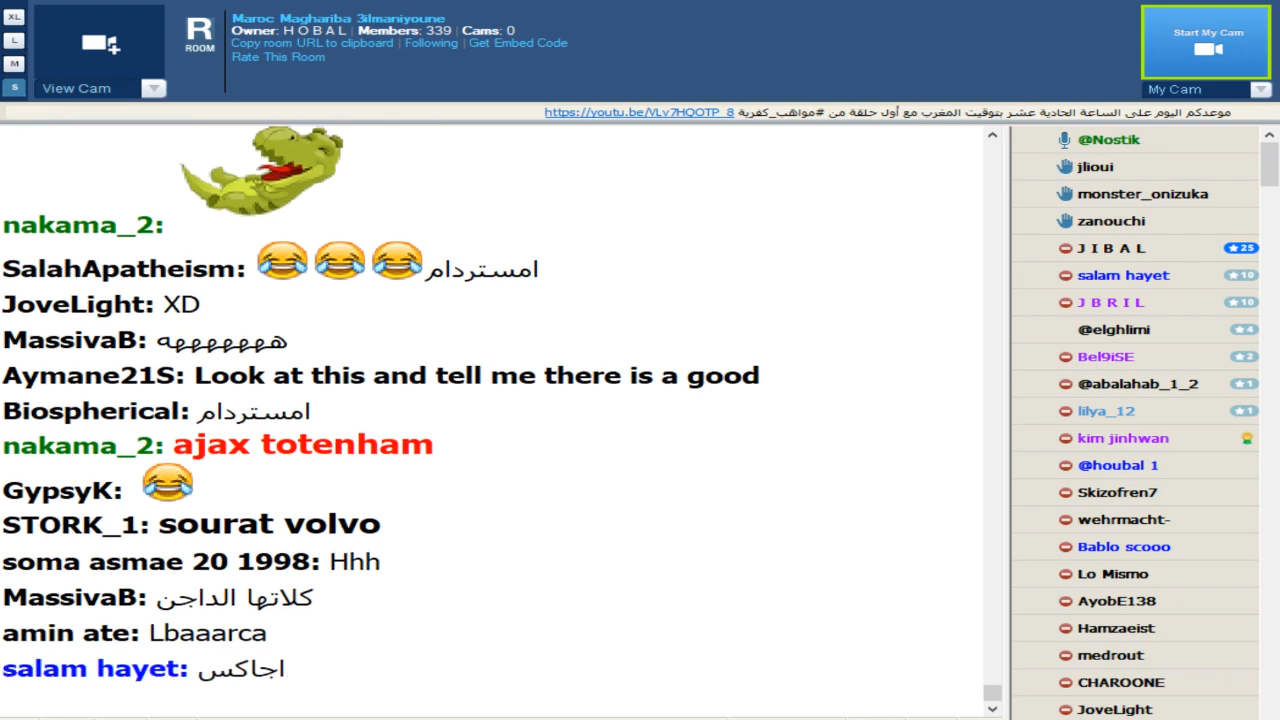 XL
L
M
S
View Cam
R
ROOM
Maroc Maghariba 3ilmaniyoune
Owner: H O B A L | Members: 339 | Cams: 0
Copy room URL to clipboard | Following | Get Embed Code
Rate This Room
Start My Cam
My Cam
موعدكم اليوم على الساعة الحادية عشر بتوقيت المغرب مع أول حلقة من #مواهب_كفرية https://youtu.be/VLv7HQOTP_8
nakama_2:
SalahApatheism: 😂😂😂 امستردام
JoveLight: XD
MassivaB: هههههههه
Aymane21S: Look at this and tell me there is a good
Biospherical: امستردام
nakama_2: ajax totenham
GypsyK: 😂
STORK_1: sourat volvo
soma asmae 20 1998: Hhh
MassivaB: كلاتها الداجن
amin ate: Lbaaarca
salam hayet: اجاكس
@Nostik
jlioui
monster_onizuka
zanouchi
J I B A L ★25
salam hayet ★10
J B R I L ★10
@elghlimi ★4
Bel9iSE ★2
@abalahab_1_2 ★1
lilya_12 ★1
kim jinhwan
@houbal 1
Skizofren7
wehrmacht-
Bablo scooo
Lo Mismo
AyobE138
Hamzaeist
medrout
CHAROONE
JoveLight